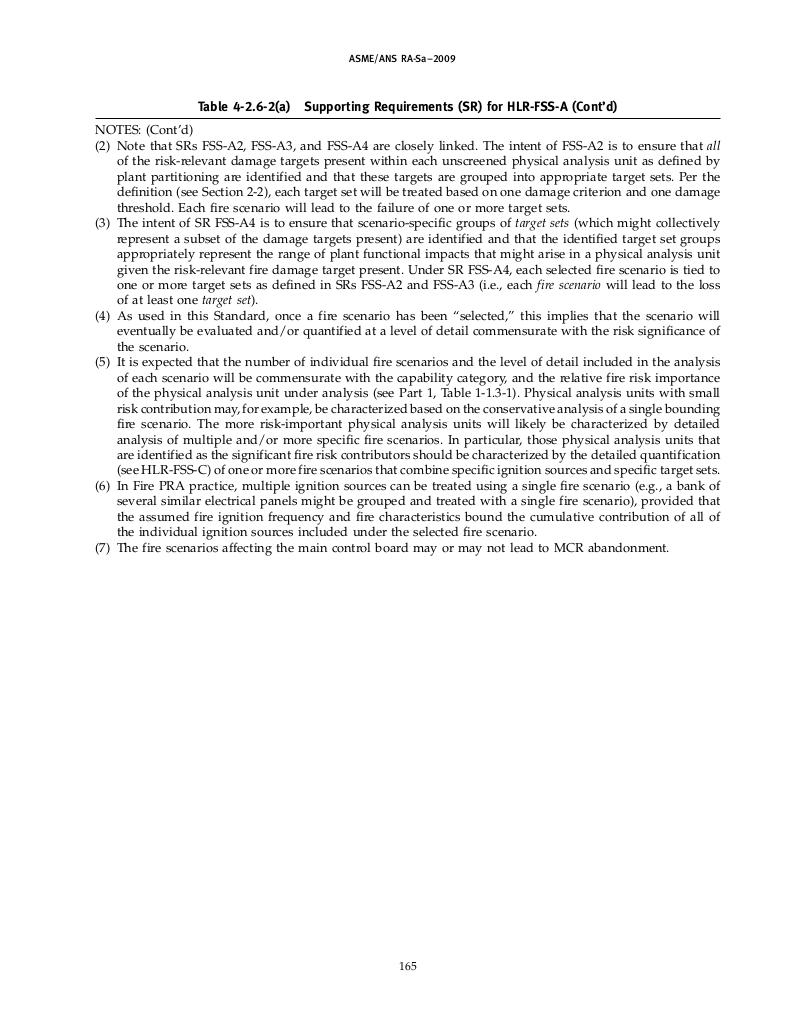 ASME/ANS RA-Sa–2009
Table 4-2.6-2(a) Supporting Requirements (SR) for HLR-FSS-A (Cont'd)
NOTES: (Cont'd)
(2) Note that SRs FSS-A2, FSS-A3, and FSS-A4 are closely linked. The intent of FSS-A2 is to ensure that all
of the risk-relevant damage targets present within each unscreened physical analysis unit as defined by
plant partitioning are identified and that these targets are grouped into appropriate target sets. Per the
definition (see Section 2-2), each target set will be treated based on one damage criterion and one damage
threshold. Each fire scenario will lead to the failure of one or more target sets.
(3) The intent of SR FSS-A4 is to ensure that scenario-specific groups of target sets (which might collectively
represent a subset of the damage targets present) are identified and that the identified target set groups
appropriately represent the range of plant functional impacts that might arise in a physical analysis unit
given the risk-relevant fire damage target present. Under SR FSS-A4, each selected fire scenario is tied to
one or more target sets as defined in SRs FSS-A2 and FSS-A3 (i.e., each fire scenario will lead to the loss
of at least one target set).
(4) As used in this Standard, once a fire scenario has been “selected,” this implies that the scenario will
eventually be evaluated and/or quantified at a level of detail commensurate with the risk significance of
the scenario.
(5) It is expected that the number of individual fire scenarios and the level of detail included in the analysis
of each scenario will be commensurate with the capability category, and the relative fire risk importance
of the physical analysis unit under analysis (see Part 1, Table 1-1.3-1). Physical analysis units with small
risk contribution may, for example, be characterized based on the conservative analysis of a single bounding
fire scenario. The more risk-important physical analysis units will likely be characterized by detailed
analysis of multiple and/or more specific fire scenarios. In particular, those physical analysis units that
are identified as the significant fire risk contributors should be characterized by the detailed quantification
(see HLR-FSS-C) of one or more fire scenarios that combine specific ignition sources and specific target sets.
(6) In Fire PRA practice, multiple ignition sources can be treated using a single fire scenario (e.g., a bank of
several similar electrical panels might be grouped and treated with a single fire scenario), provided that
the assumed fire ignition frequency and fire characteristics bound the cumulative contribution of all of
the individual ignition sources included under the selected fire scenario.
(7) The fire scenarios affecting the main control board may or may not lead to MCR abandonment.
165